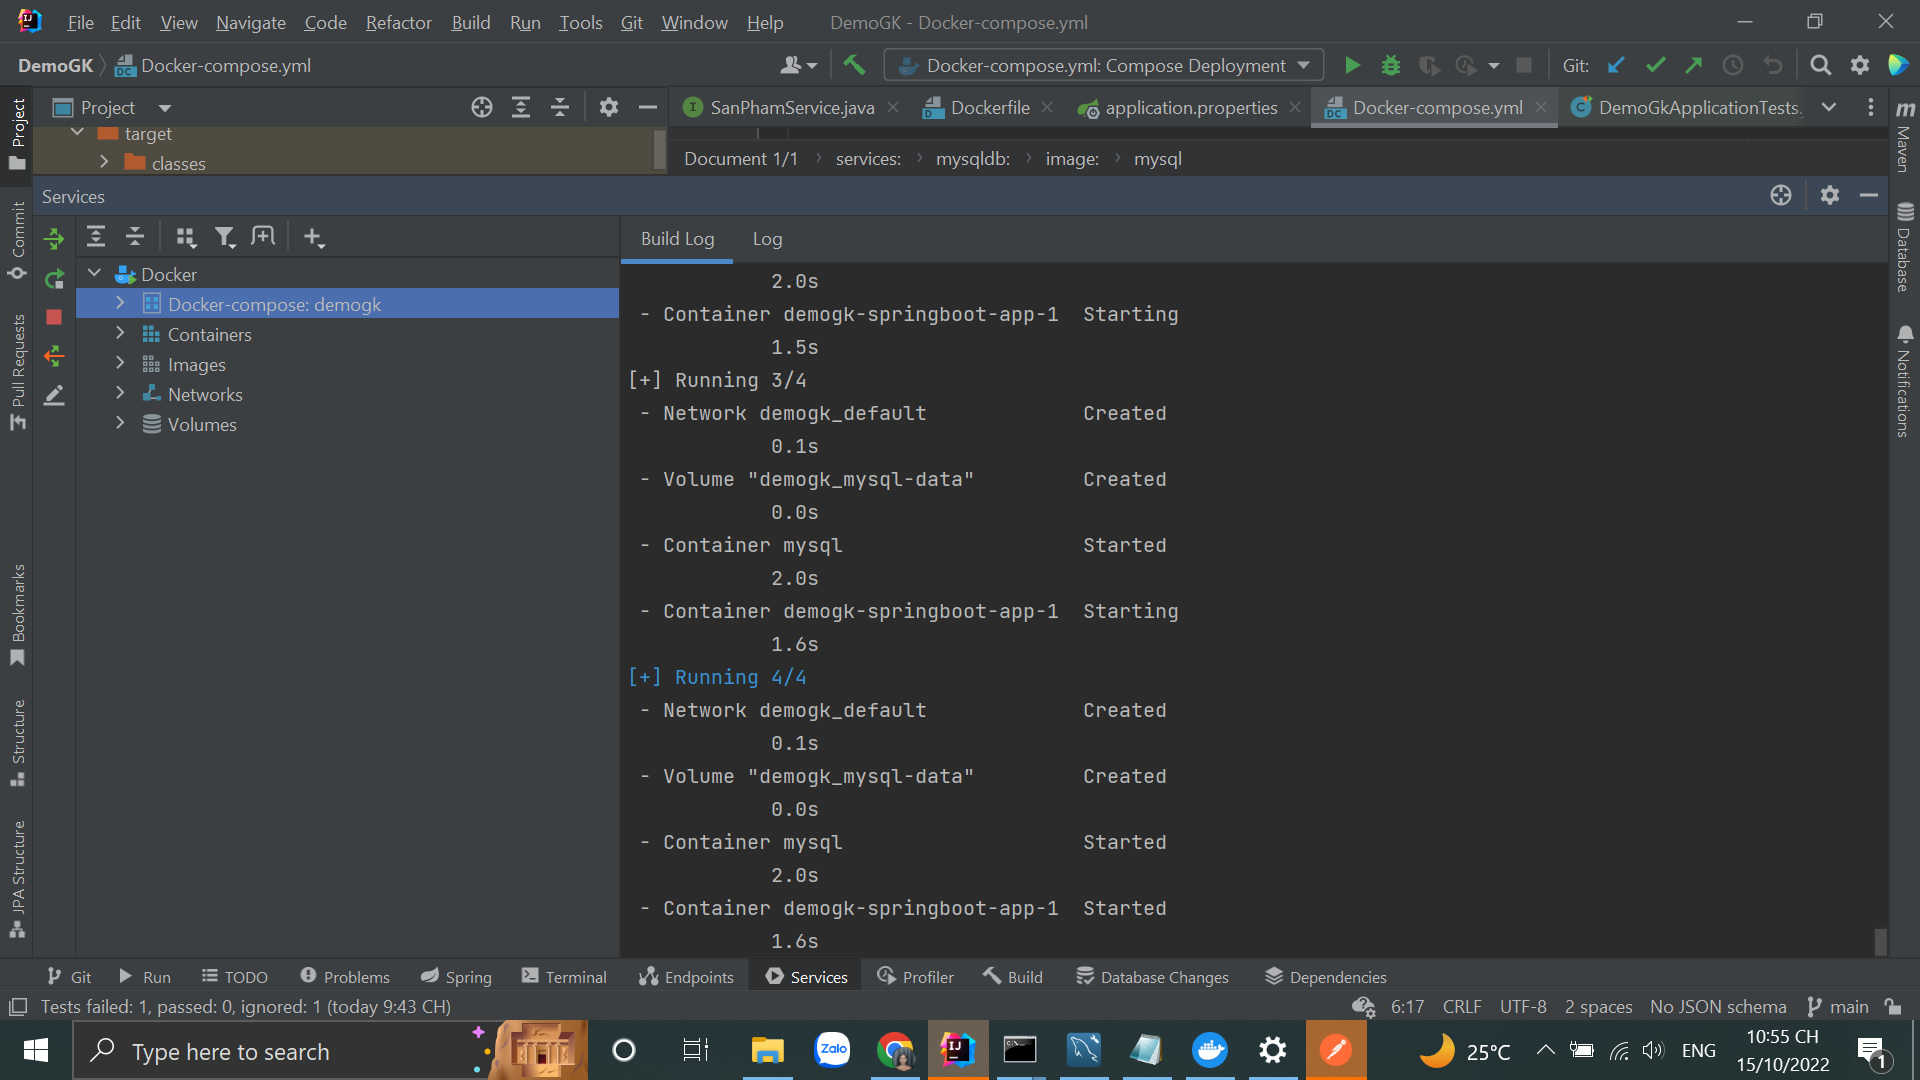 File Edit View Navigate Code Refactor Build Run Tools Git Window Help DemoGK - Docker-compose.yml
DemoGK Docker-compose.yml Docker-compose.yml: Compose Deployment Git:
Project SanPhamService.java Dockerfile application.properties Docker-compose.yml DemoGkApplicationTests.
target
classes
Document 1/1 services: mysqldb: image: mysql
Services
Build Log Log
Docker
Docker-compose: demogk
Containers
Images
Networks
Volumes
2.0s
- Container demogk-springboot-app-1 Starting
1.5s
[+] Running 3/4
- Network demogk_default Created
0.1s
- Volume "demogk_mysql-data" Created
0.0s
- Container mysql Started
2.0s
- Container demogk-springboot-app-1 Starting
1.6s
[+] Running 4/4
- Network demogk_default Created
0.1s
- Volume "demogk_mysql-data" Created
0.0s
- Container mysql Started
2.0s
- Container demogk-springboot-app-1 Started
1.6s
Project
Commit
Pull Requests
Bookmarks
Structure
JPA Structure
m
Maven
Database
Notifications
Git Run TODO Problems Spring Terminal Endpoints Services Profiler Build Database Changes Dependencies
Tests failed: 1, passed: 0, ignored: 1 (today 9:43 CH) 6:17 CRLF UTF-8 2 spaces No JSON schema main
Type here to search Zalo 25°C ENG 10:55 CH
15/10/2022 1